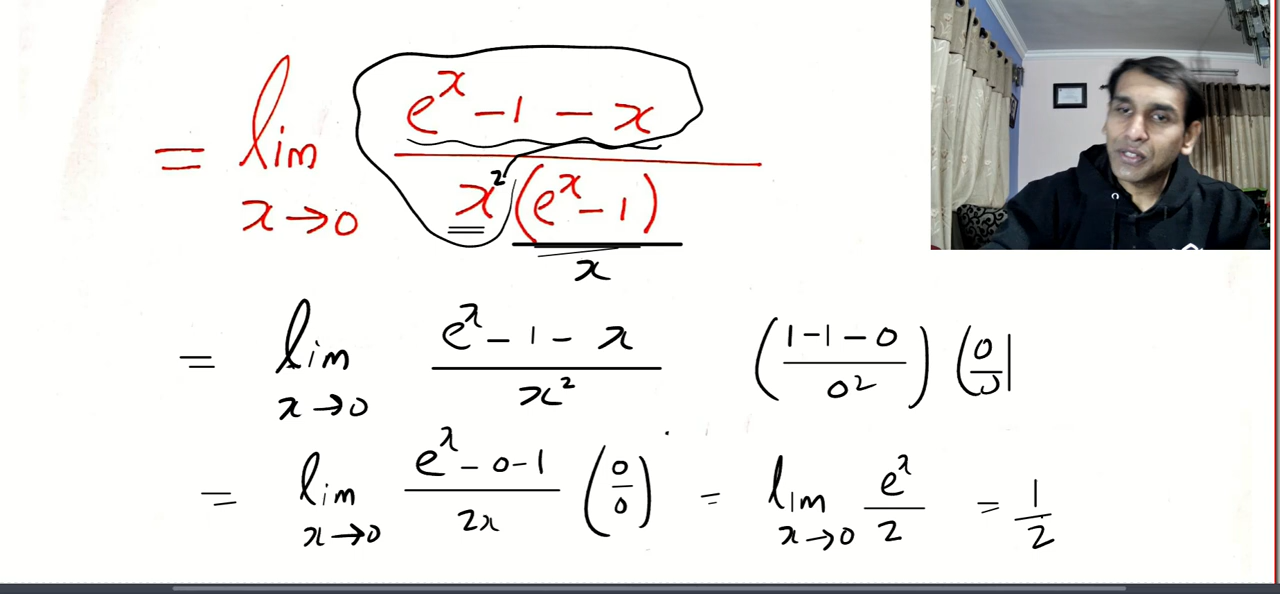 = lim x→0 (e^x - 1 - x) / (x² (e^x - 1)/x)
= lim x→0 (e^x - 1 - x) / x² ((1-1-0)/0²) (0/0
= lim x→0 (e^x - 0 - 1) / 2x (0/0) = lim x→0 e^x / 2 = 1/2